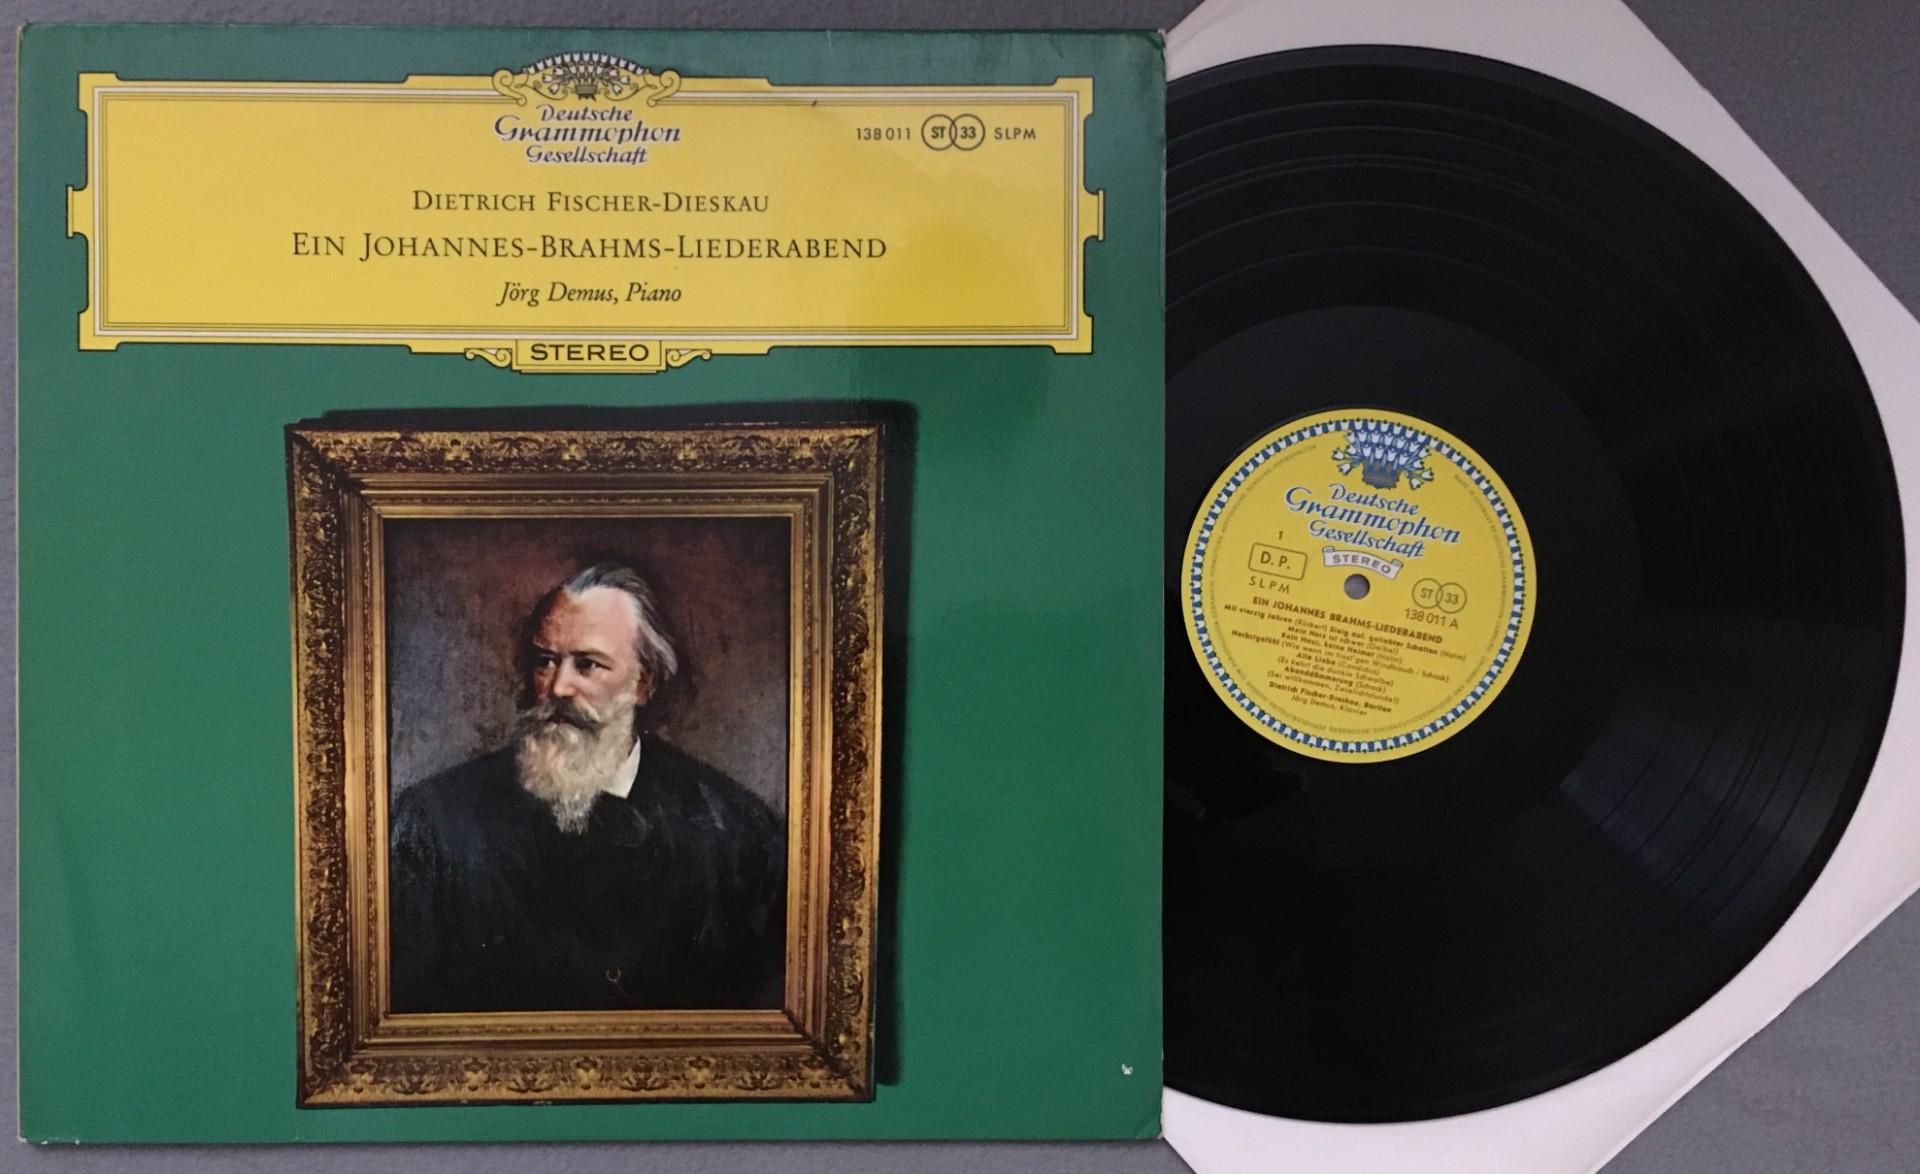 Deutsche
Grammophon
Gesellschaft
138011 ST 33 SLPM
DIETRICH FISCHER-DIESKAU
EIN JOHANNES-BRAHMS-LIEDERABEND
Jörg Demus, Piano
STEREO
Deutsche
Grammophon
Gesellschaft
STEREO
1
D. P.
SLPM
ST 33
138 011 A
EIN JOHANNES BRAHMS-LIEDERABEND
Mit vierzig Jahren (Rückert) Steig auf, geliebter Schatten (Halm)
Mein Herz ist schwer (Geibel)
Kein Haus, keine Heimat (Halm)
Herbstgefühl (Wie wenn im frost'gen Windhauch / Schack)
Alte Liebe (Candidus)
(Es kehrt die dunkle Schwalbe)
Abenddämmerung (Schack)
(Sei willkommen, Zwielichtstunde!)
Dietrich Fischer-Dieskau, Bariton
Jörg Demus, Klavier